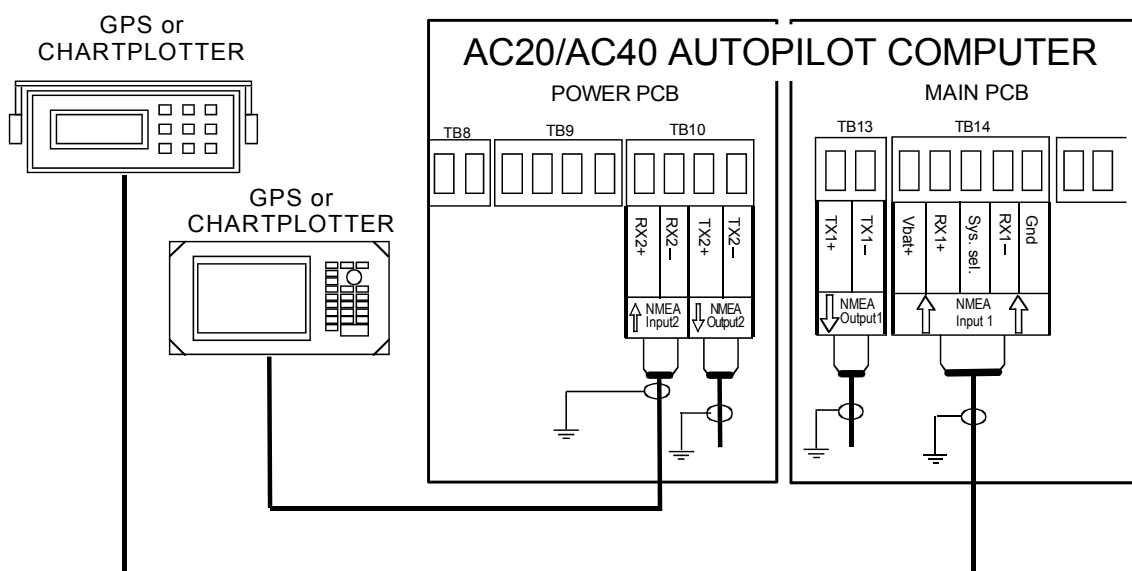 GPS or
CHARTPLOTTER
GPS or
CHARTPLOTTER
AC20/AC40 AUTOPILOT COMPUTER
POWER PCB
MAIN PCB
TB8
TB9
TB10
TB13
TB14
RX2+
RX2–
TX2+
TX2–
TX1+
TX1–
Vbat+
RX1+
Sys. sel.
RX1–
Gnd
NMEA
Input2
NMEA
Output2
NMEA
Output1
NMEA
Input 1